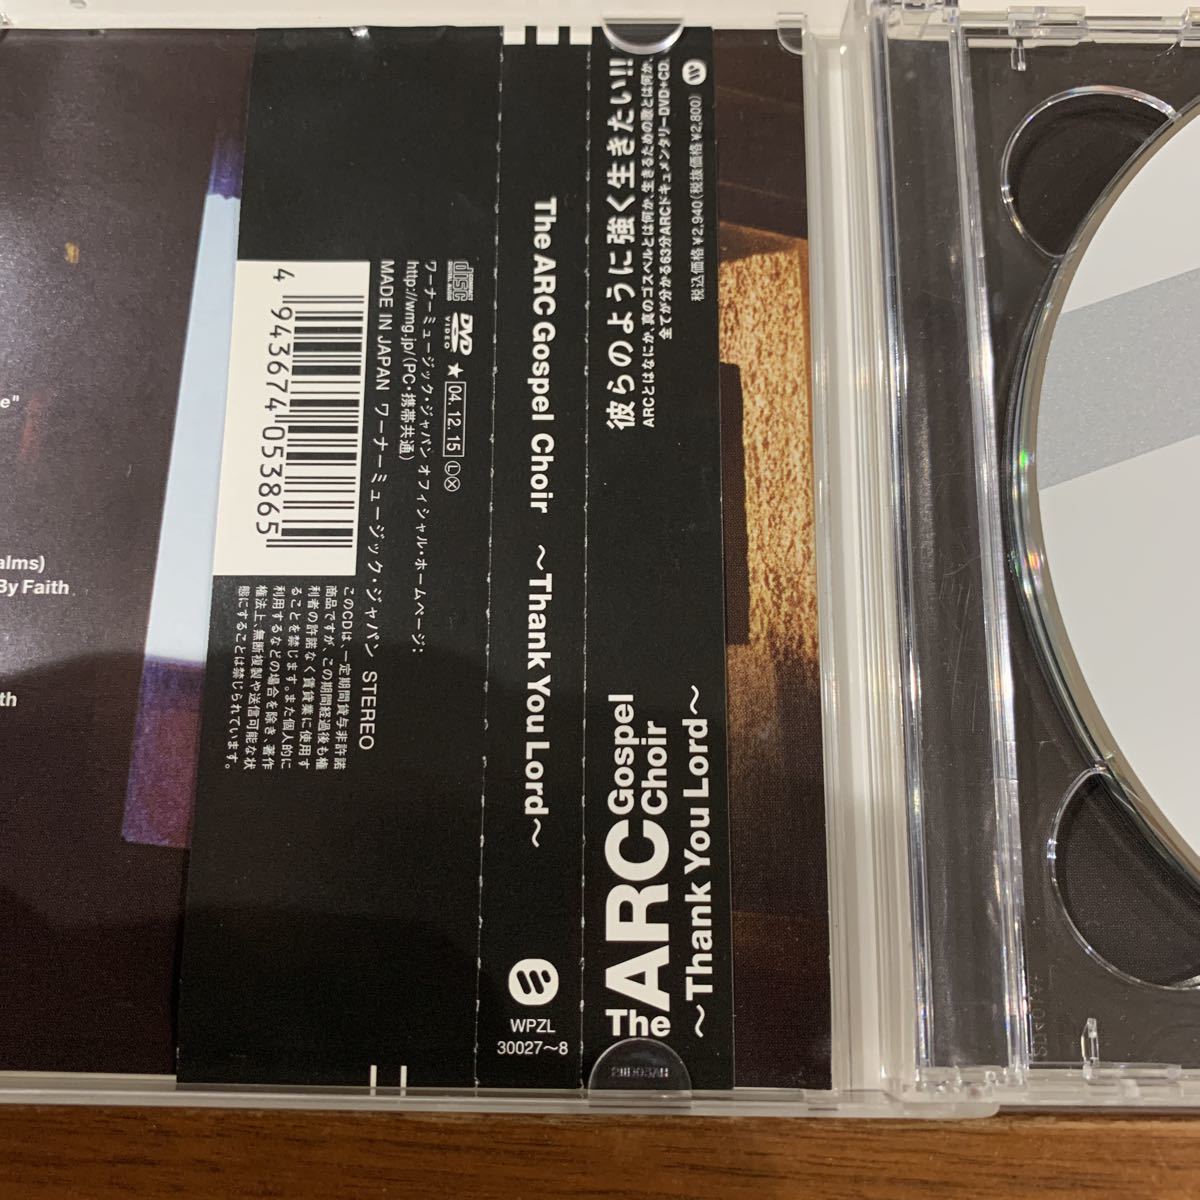 The ARC Gospel Choir
～Thank You Lord～
彼らのように強く生きたい!!
ARCとはなにか、真のゴスペルとは何か、生きるための歌とは何か、
全てが分かる63分ARCドキュメンタリーDVD+CD。
税込価格¥2,940(税抜価格¥2,800)
The ARC Gospel Choir ～Thank You Lord～
WPZL
30027～8
COMPACT
disc
DIGITAL AUDIO
DVD
VIDEO
★ 04.12.15 Ⓛ Ⓧ
ワーナーミュージック・ジャパン オフィシャル・ホームページ:
http://wmg.jp/(PC・携帯共通)
MADE IN JAPAN ワーナーミュージック・ジャパン STEREO
4 943674 053865
このCDは、一定期間貸与非許諾
商品ですが、この期間経過後も権
利者の許諾なく賃貸業に使用す
ることを禁じます。また個人的に
利用するなどの場合を除き、著作
権法上、無断複製や送信可能な状
態にすることは禁じられています。
e"
alms)
By Faith
th